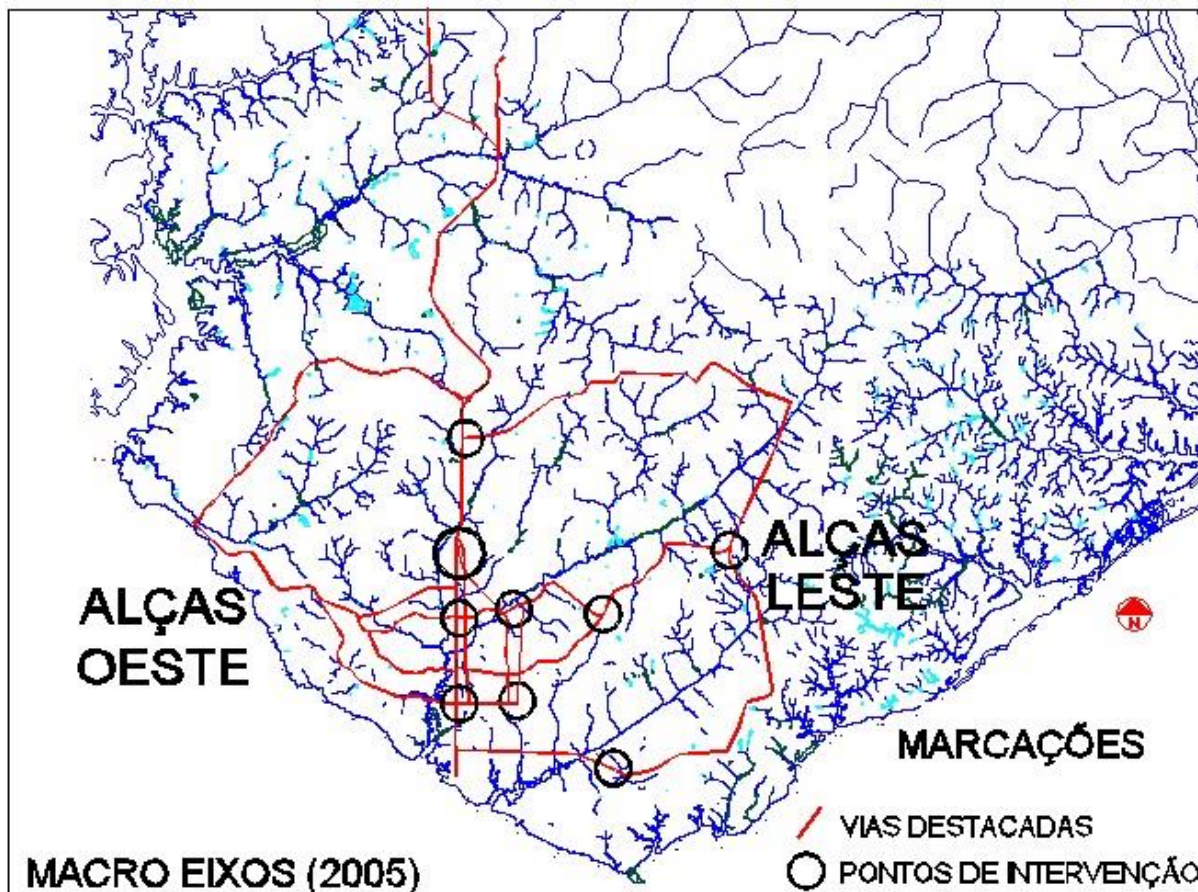 ALÇAS
OESTE
ALÇAS
LESTE
N
MARCAÇÕES
VIAS DESTACADAS
PONTOS DE INTERVENÇÃO
MACRO EIXOS (2005)